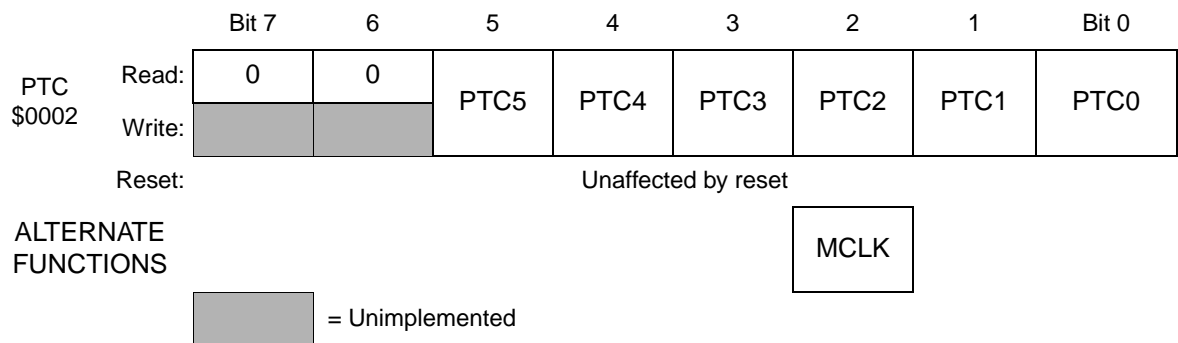 Bit 7 6 5 4 3 2 1 Bit 0
PTC
$0002
Read: 0 0
PTC5 PTC4 PTC3 PTC2 PTC1 PTC0
Write:
Reset: Unaffected by reset
ALTERNATE
FUNCTIONS
MCLK
= Unimplemented